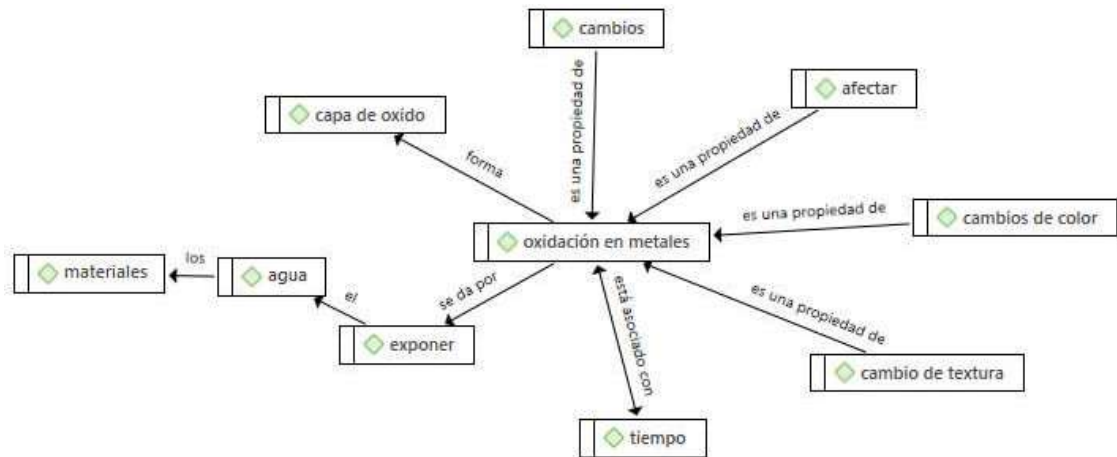 cambios
es una propiedad de
afectar
es una propiedad de
capa de oxido
forma
cambios de color
es una propiedad de
oxidación en metales
materiales
los
agua
el
se da por
exponer
está asociado con
es una propiedad de
cambio de textura
tiempo